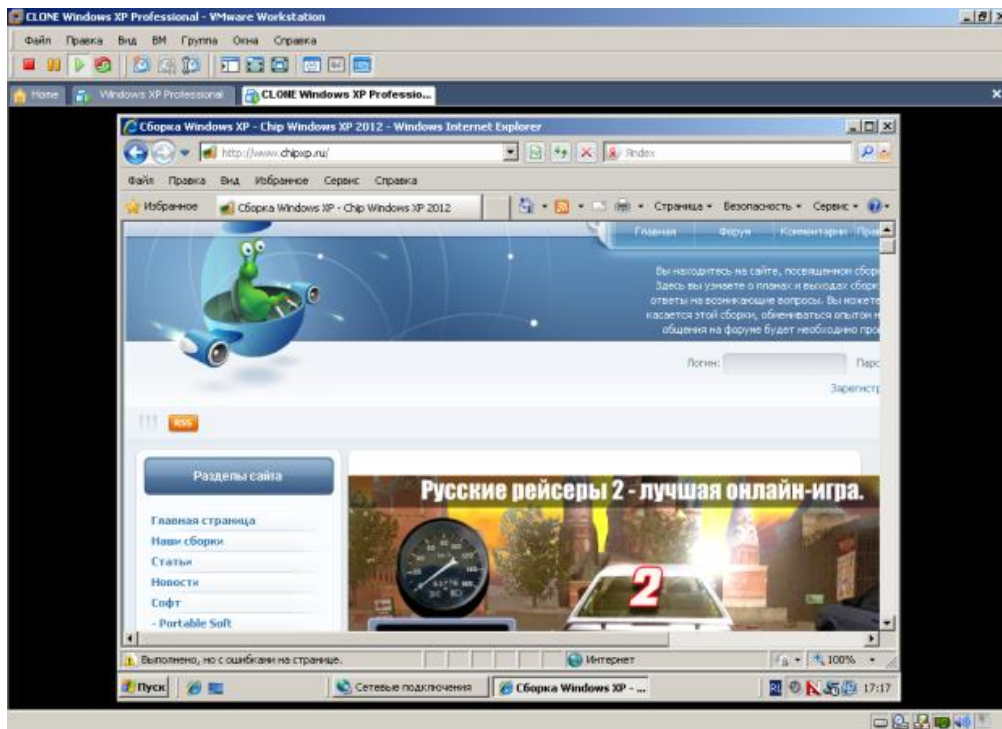 CLONE Windows XP Professional - VMware Workstation
Файл Правка Вид ВМ Группа Окна Справка
Home Windows XP Professional CLONE Windows XP Professio...
Сборка Windows XP - Chip Windows XP 2012 - Windows Internet Explorer
http://www.chipxp.ru/ Яndex
Файл Правка Вид Избранное Сервис Справка
Избранное Сборка Windows XP - Chip Windows XP 2012 Страница Безопасность Сервис
Главная Форум Комментарии Прав
Вы находитесь на сайте, посвященном сбор
Здесь вы узнаете о планах и выходах сборк
ответы на возникающие вопросы. Вы можете
касается этой сборки, обмениваться опытом н
общения на форуме будет необходимо про
Логин: Парс
Зарегистр
RSS
Разделы сайта
Русские рейсеры 2 - лучшая онлайн-игра.
Главная страница
Наши сборки
Статьи
Новости
Софт
- Portable Soft
2
Выполнено, но с ошибками на странице. Интернет 100%
Пуск Сетевые подключения Сборка Windows XP - ... RU 17:17